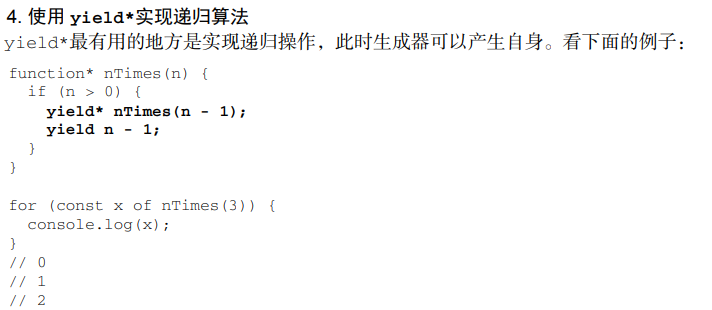 4. 使用 yield*实现递归算法
yield*最有用的地方是实现递归操作，此时生成器可以产生自身。看下面的例子：
function* nTimes(n) {
  if (n > 0) {
    yield* nTimes(n - 1);
    yield n - 1;
  }
}
for (const x of nTimes(3)) {
  console.log(x);
}
// 0
// 1
// 2